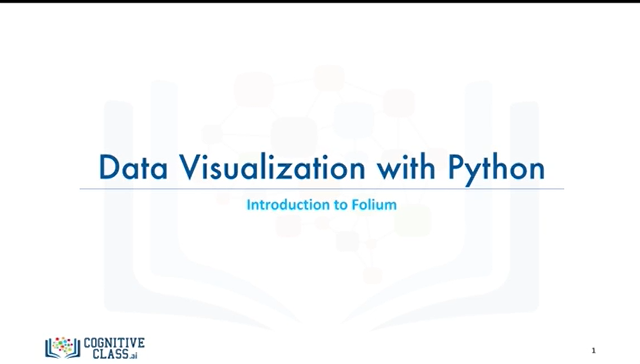 Data Visualization with Python
Introduction to Folium
COGNITIVE
CLASS.ai
1